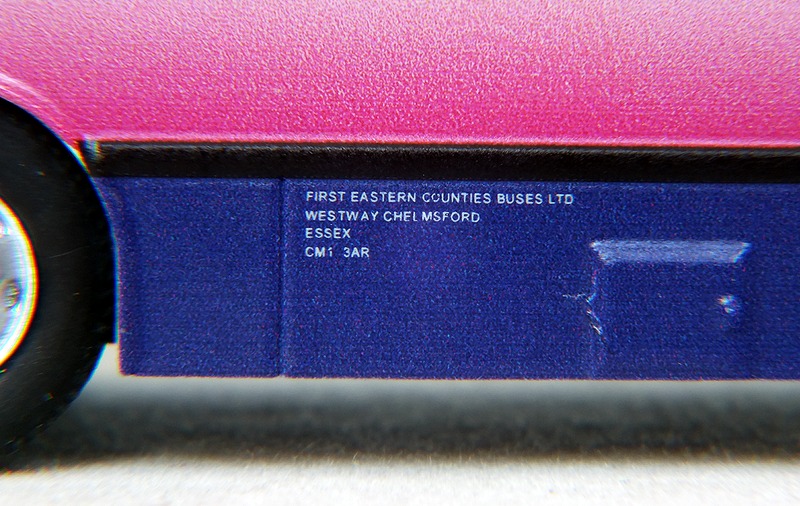 FIRST EASTERN COUNTIES BUSES LTD
WESTWAY CHELMSFORD
ESSEX
CM1 3AR